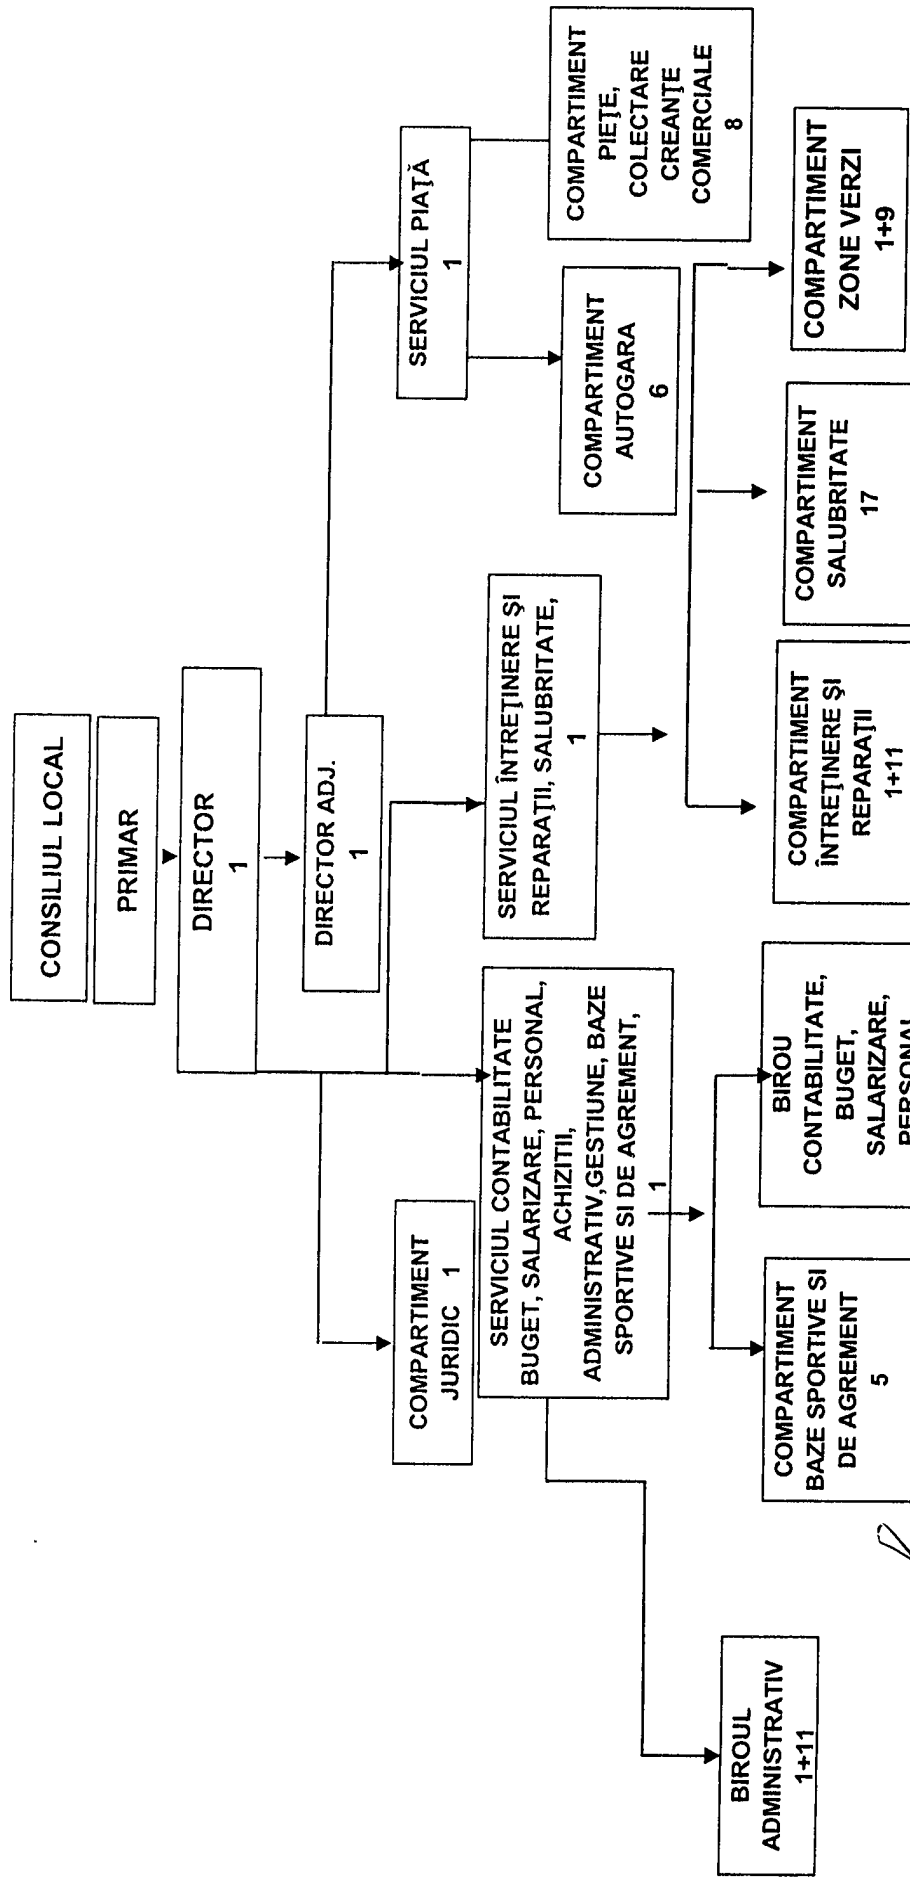 CONSILIUL LOCAL
PRIMAR
DIRECTOR
1
DIRECTOR ADJ.
1
COMPARTIMENT
JURIDIC 1
SERVICIUL PIAŢĂ
1
SERVICIUL CONTABILITATE
BUGET, SALARIZARE, PERSONAL,
ACHIZITII,
ADMINISTRATIV,GESTIUNE, BAZE
SPORTIVE SI DE AGREMENT,
1
SERVICIUL ÎNTREŢINERE ŞI
REPARAŢII, SALUBRITATE,
1
COMPARTIMENT
AUTOGARA
6
COMPARTIMENT
PIEŢE,
COLECTARE
CREANŢE
COMERCIALE
8
BIROUL
ADMINISTRATIV
1+11
COMPARTIMENT
BAZE SPORTIVE SI
DE AGREMENT
5
BIROU
CONTABILITATE,
BUGET,
SALARIZARE,
PERSONAL
COMPARTIMENT
ÎNTREŢINERE ŞI
REPARAŢII
1+11
COMPARTIMENT
SALUBRITATE
17
COMPARTIMENT
ZONE VERZI
1+9